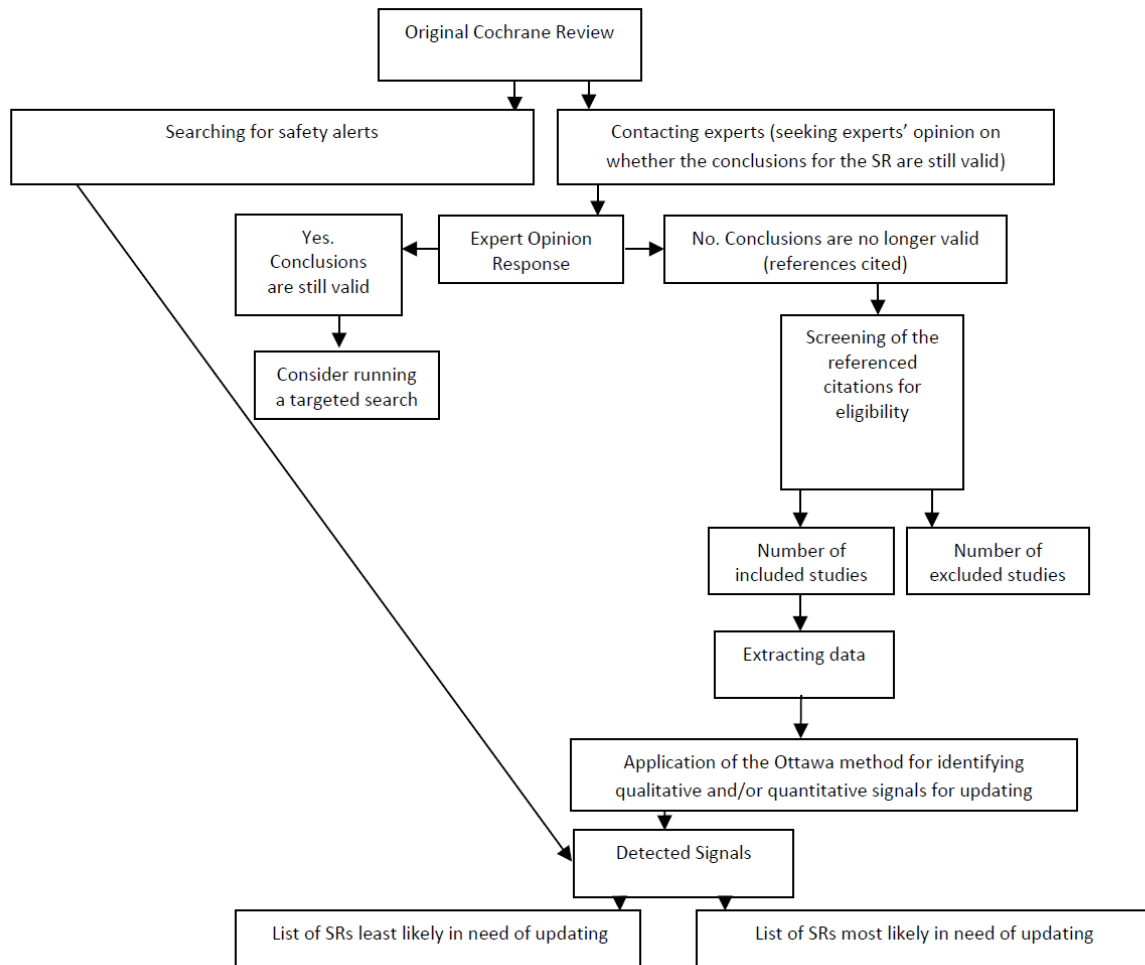 Original Cochrane Review
Searching for safety alerts
Contacting experts (seeking experts’ opinion on
whether the conclusions for the SR are still valid)
Yes.
Conclusions
are still valid
Expert Opinion
Response
No. Conclusions are no longer valid
(references cited)
Consider running
a targeted search
Screening of the
referenced
citations for
eligibility
Number of
included studies
Number of
excluded studies
Extracting data
Application of the Ottawa method for identifying
qualitative and/or quantitative signals for updating
Detected Signals
List of SRs least likely in need of updating
List of SRs most likely in need of updating